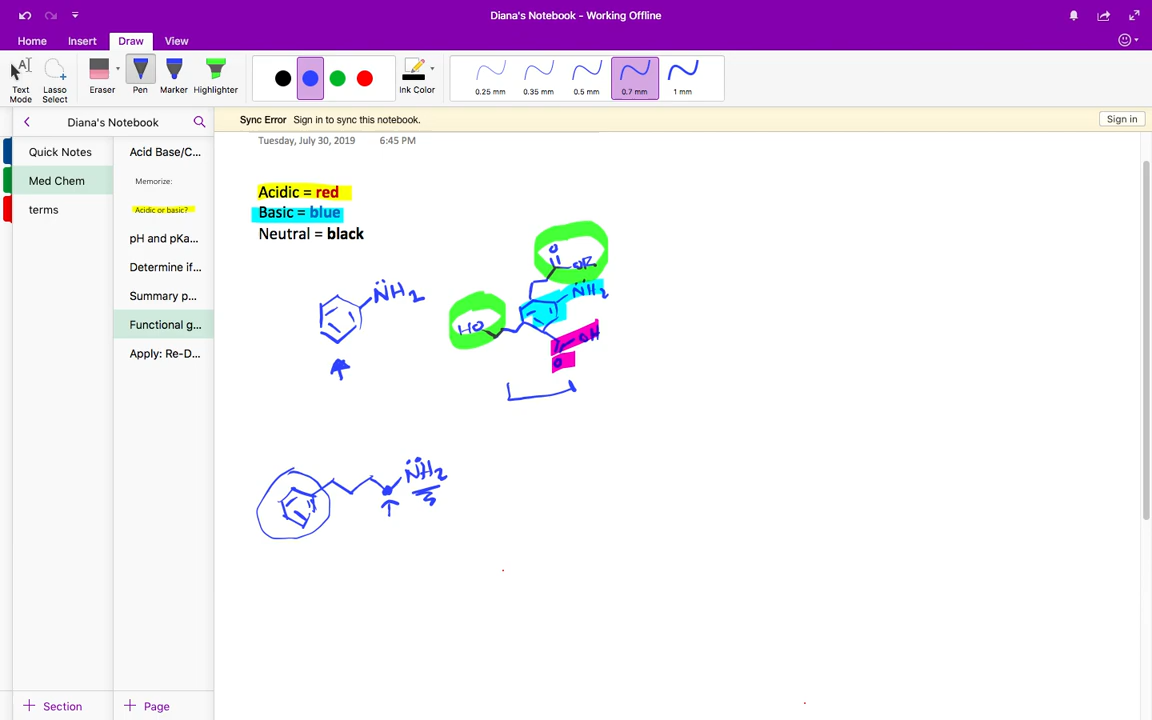 Diana's Notebook - Working Offline
Home Insert Draw View
Text Mode
Lasso Select
Eraser
Pen
Marker
Highlighter
Ink Color
0.25 mm
0.35 mm
0.5 mm
0.7 mm
1 mm
Diana's Notebook
Sync Error Sign in to sync this notebook.
Sign in
Quick Notes
Med Chem
terms
Acid Base/C...
Memorize:
Acidic or basic?
pH and pKa...
Determine if...
Summary p...
Functional g...
Apply: Re-D...
Tuesday, July 30, 2019 6:45 PM
Acidic = red
Basic = blue
Neutral = black
NH2
O
OR
NH2
HO
OH
O
NH2
+ Section
+ Page